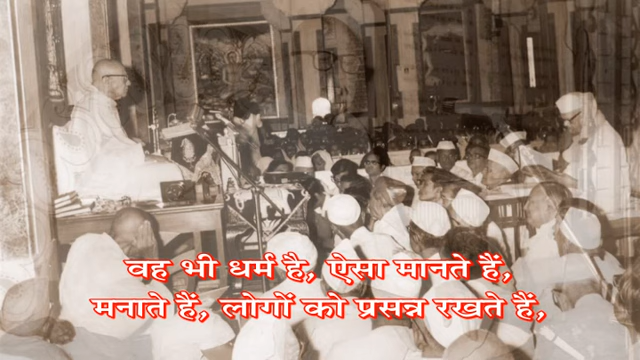 वह भी धर्म है, ऐसा मानते हैं,
मनाते हैं, लोगों को प्रसन्न रखते हैं,